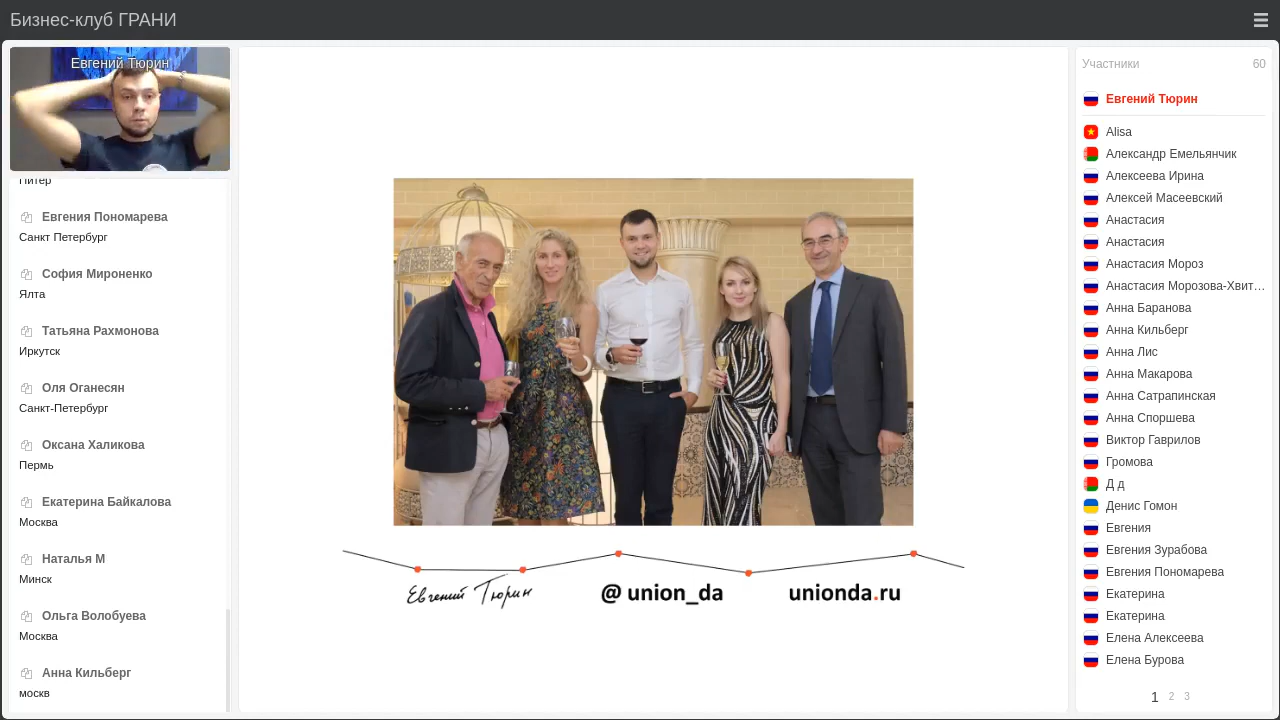 Бизнес-клуб ГРАНИ
Евгений Тюрин
Питер
Евгения Пономарева
Санкт Петербург
София Мироненко
Ялта
Татьяна Рахмонова
Иркутск
Оля Оганесян
Санкт-Петербург
Оксана Халикова
Пермь
Екатерина Байкалова
Москва
Наталья М
Минск
Ольга Волобуева
Москва
Анна Кильберг
москв
Евгений Тюрин
@ union_da
unionda.ru
Участники 60
Евгений Тюрин
Alisa
Александр Емельянчик
Алексеева Ирина
Алексей Масеевский
Анастасия
Анастасия
Анастасия Мороз
Анастасия Морозова-Хвит…
Анна Баранова
Анна Кильберг
Анна Лис
Анна Макарова
Анна Сатрапинская
Анна Споршева
Виктор Гаврилов
Громова
Д д
Денис Гомон
Евгения
Евгения Зурабова
Евгения Пономарева
Екатерина
Екатерина
Елена Алексеева
Елена Бурова
1 2 3